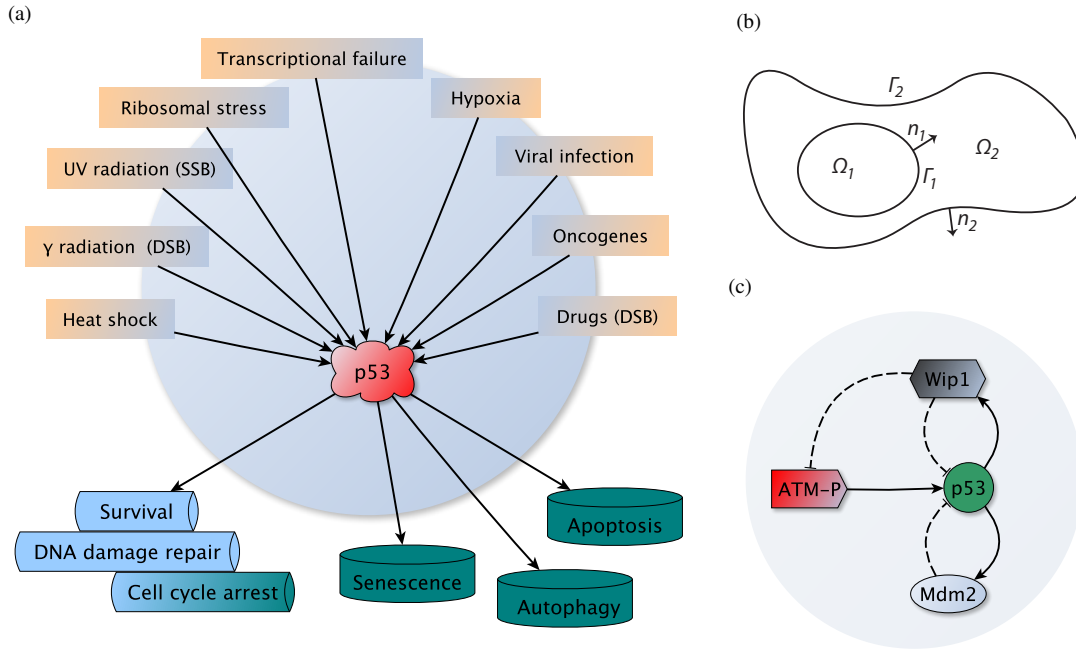 (a)
Transcriptional failure
Ribosomal stress
Hypoxia
UV radiation (SSB)
Viral infection
γ radiation (DSB)
Oncogenes
Heat shock
Drugs (DSB)
p53
Survival
DNA damage repair
Cell cycle arrest
Senescence
Autophagy
Apoptosis
(b)
Γ2
n1
Ω1
Ω2
Γ1
n2
(c)
Wip1
ATM-P
p53
Mdm2